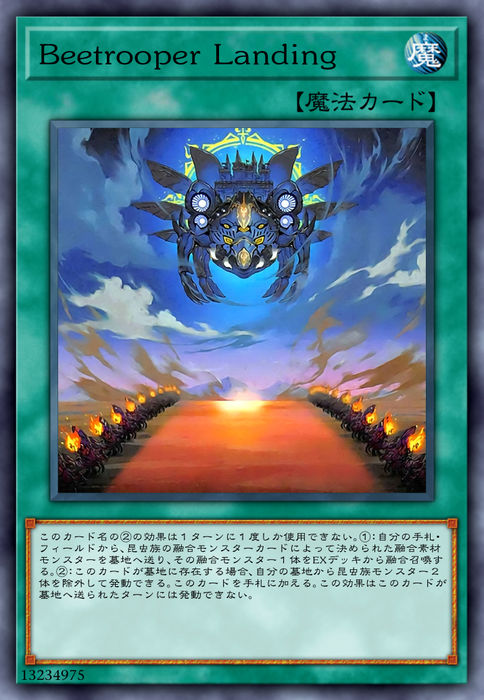 Beetrooper Landing
魔
【魔法カード】
このカード名の②の効果は1ターンに1度しか使用できない。①：自分の手札・
フィールドから、昆虫族の融合モンスターカードによって決められた融合素材
モンスターを墓地へ送り、その融合モンスター1体をEXデッキから融合召喚す
る。②：このカードが墓地に存在する場合、自分の墓地から昆虫族モンスター2
体を除外して発動できる。このカードを手札に加える。この効果はこのカードが
墓地へ送られたターンには発動できない。
13234975